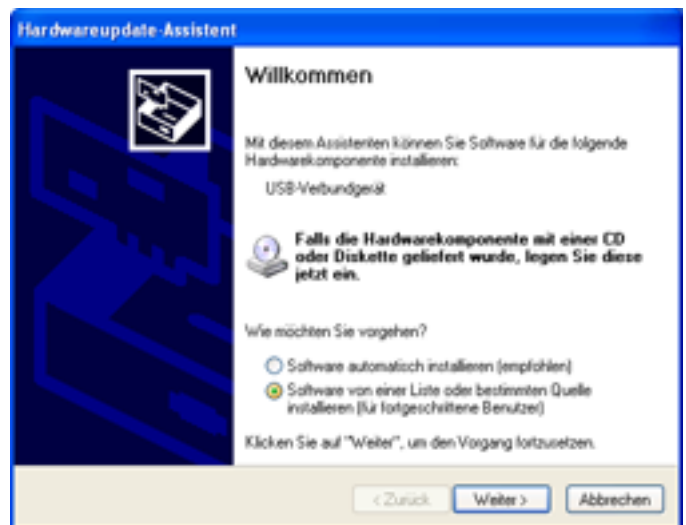 Hardwareupdate-Assistent
Willkommen
Mit diesem Assistenten können Sie Software für die folgende
Hardwarekomponente installieren:
USB-Verbundgerät
Falls die Hardwarekomponente mit einer CD
oder Diskette geliefert wurde, legen Sie diese
jetzt ein.
Wie möchten Sie vorgehen?
Software automatisch installieren (empfohlen)
Software von einer Liste oder bestimmten Quelle
installieren (für fortgeschrittene Benutzer)
Klicken Sie auf "Weiter", um den Vorgang fortzusetzen.
< Zurück Weiter > Abbrechen